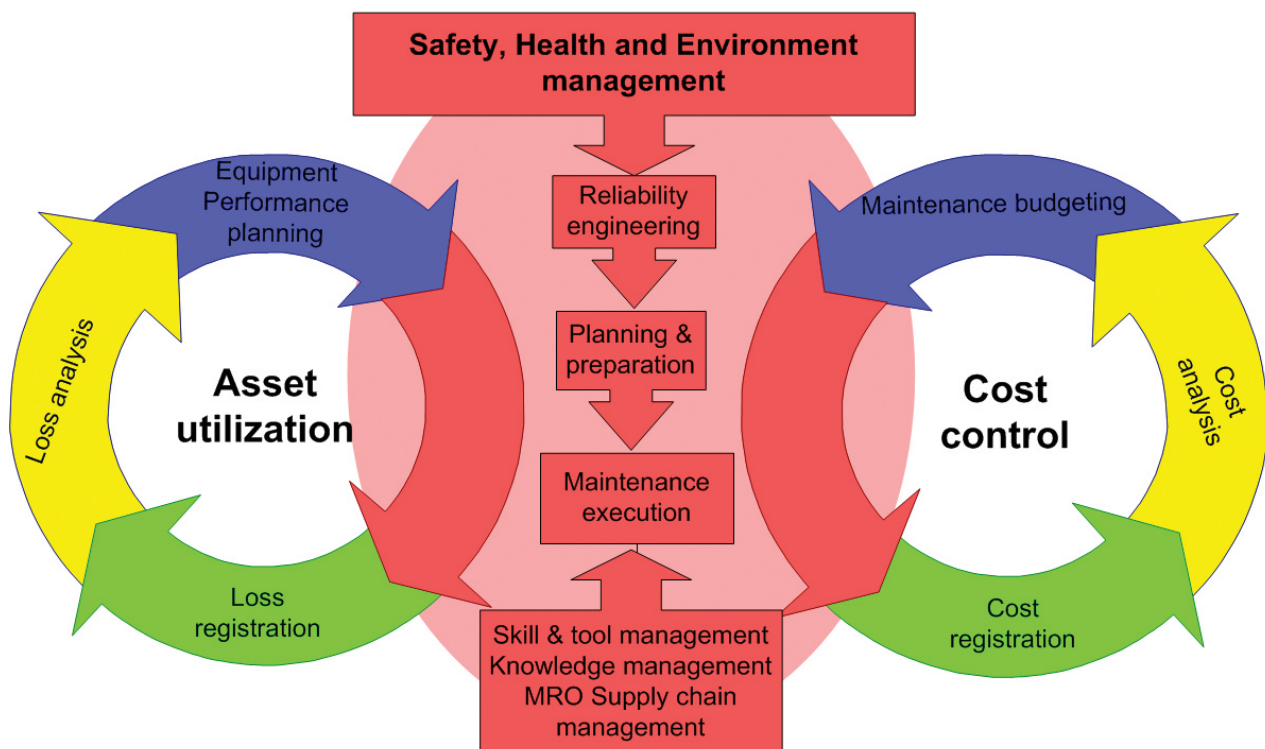 Safety, Health and Environment
management
Equipment
Performance
planning
Reliability
engineering
Maintenance budgeting
Loss analysis
Asset
utilization
Planning &
preparation
Cost
control
Cost
analysis
Maintenance
execution
Loss
registration
Skill & tool management
Knowledge management
MRO Supply chain
management
Cost
registration